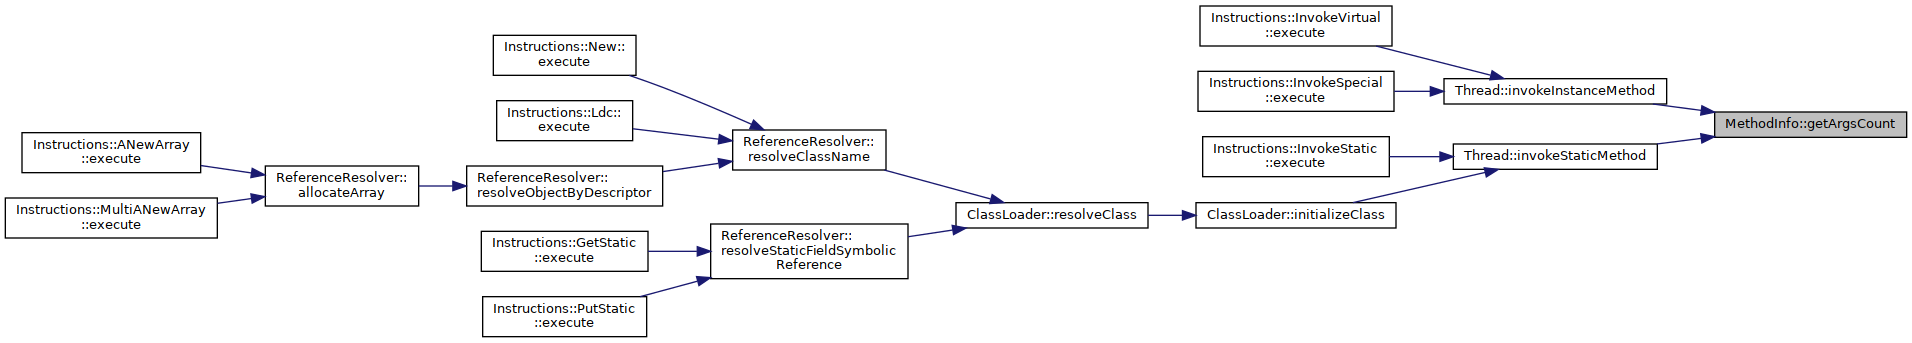 Instructions::InvokeVirtual
::execute
Instructions::New::
execute
Instructions::InvokeSpecial
::execute
Thread::invokeInstanceMethod
Instructions::Ldc::
execute
MethodInfo::getArgsCount
Instructions::ANewArray
::execute
ReferenceResolver::
resolveClassName
Instructions::InvokeStatic
::execute
Thread::invokeStaticMethod
ReferenceResolver::
allocateArray
ReferenceResolver::
resolveObjectByDescriptor
Instructions::MultiANewArray
::execute
ClassLoader::resolveClass
ClassLoader::initializeClass
Instructions::GetStatic
::execute
ReferenceResolver::
resolveStaticFieldSymbolic
Reference
Instructions::PutStatic
::execute